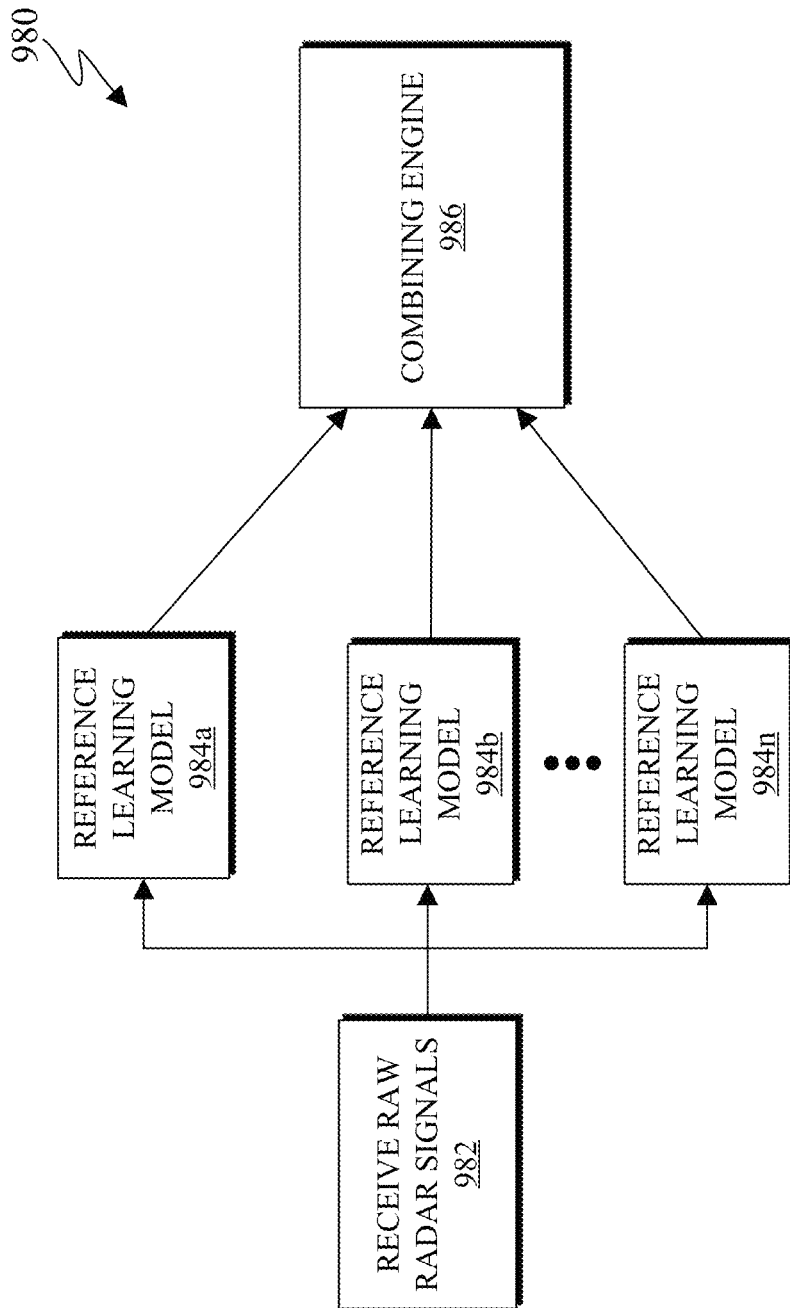 980
RECEIVE RAW
RADAR SIGNALS
982
REFERENCE
LEARNING
MODEL
984a
REFERENCE
LEARNING
MODEL
984b
REFERENCE
LEARNING
MODEL
984n
COMBINING ENGINE
986